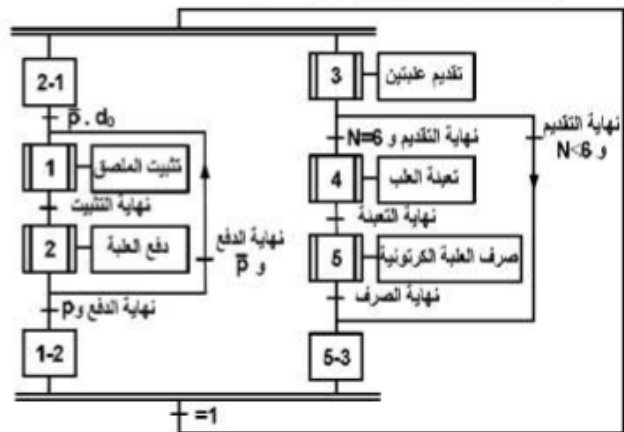 2-1
p̅ . d₀
1
تثبيت الملصق
نهاية التثبيت
2
دفع العلبة
نهاية الدفع
و p̅
نهاية الدفع و p
1-2
3
تقديم علبتين
نهاية التقديم و N=6
نهاية التقديم
و N<6
4
تعبئة العلب
نهاية التعبئة
5
صرف العلبة الكرتونية
نهاية الصرف
5-3
=1